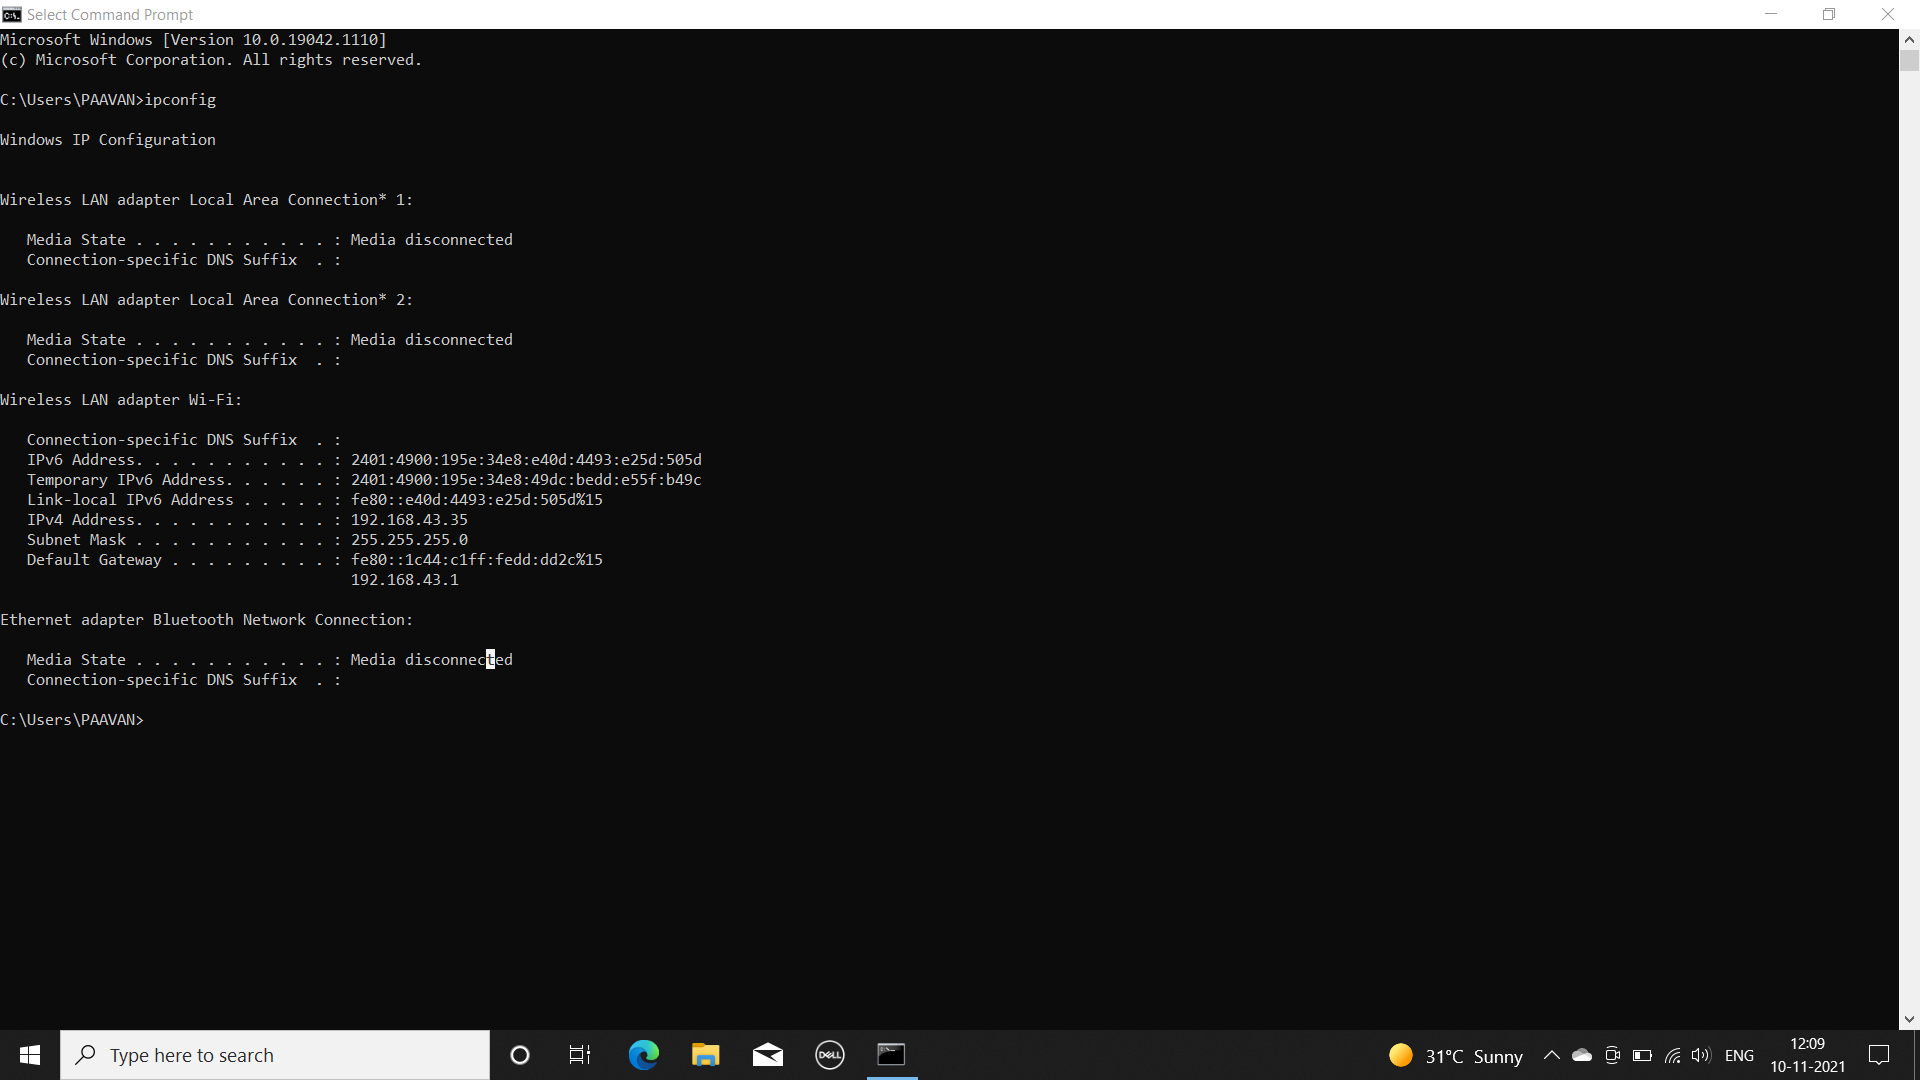 Select Command Prompt
Microsoft Windows [Version 10.0.19042.1110]
(c) Microsoft Corporation. All rights reserved.
C:\Users\PAAVAN>ipconfig
Windows IP Configuration
Wireless LAN adapter Local Area Connection* 1:
Media State . . . . . . . . . . . : Media disconnected
Connection-specific DNS Suffix  . :
Wireless LAN adapter Local Area Connection* 2:
Media State . . . . . . . . . . . : Media disconnected
Connection-specific DNS Suffix  . :
Wireless LAN adapter Wi-Fi:
Connection-specific DNS Suffix  . :
IPv6 Address. . . . . . . . . . . : 2401:4900:195e:34e8:e40d:4493:e25d:505d
Temporary IPv6 Address. . . . . . : 2401:4900:195e:34e8:49dc:bedd:e55f:b49c
Link-local IPv6 Address . . . . . : fe80::e40d:4493:e25d:505d%15
IPv4 Address. . . . . . . . . . . : 192.168.43.35
Subnet Mask . . . . . . . . . . . : 255.255.255.0
Default Gateway . . . . . . . . . : fe80::1c44:c1ff:fedd:dd2c%15
192.168.43.1
Ethernet adapter Bluetooth Network Connection:
Media State . . . . . . . . . . . : Media disconnected
Connection-specific DNS Suffix  . :
C:\Users\PAAVAN>
Type here to search
DELL
31°C Sunny
ENG
12:09
10-11-2021